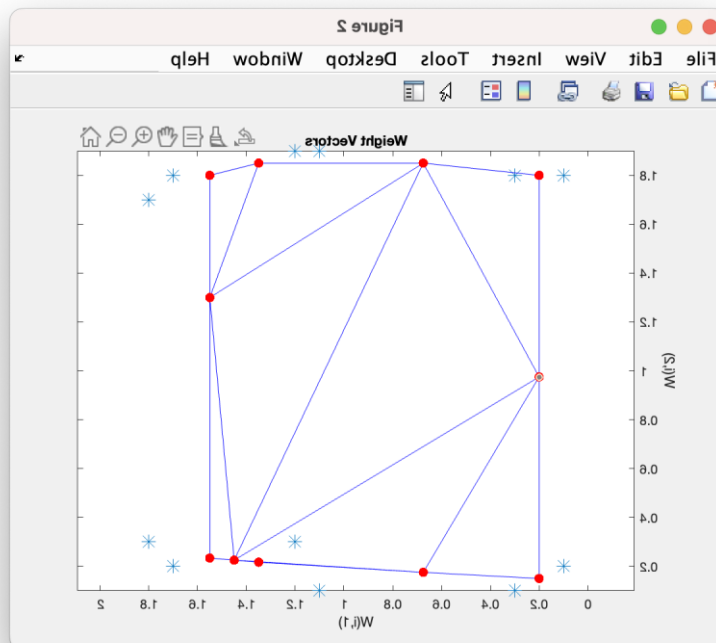 Figure 2
File Edit View Insert Tools Desktop Window Help
Weight Vectors
1.8
1.6
1.4
1.2
1
0.8
0.6
0.4
0.2
W(i,2)
0 0.2 0.4 0.6 0.8 1 1.2 1.4 1.6 1.8 2
W(i,1)